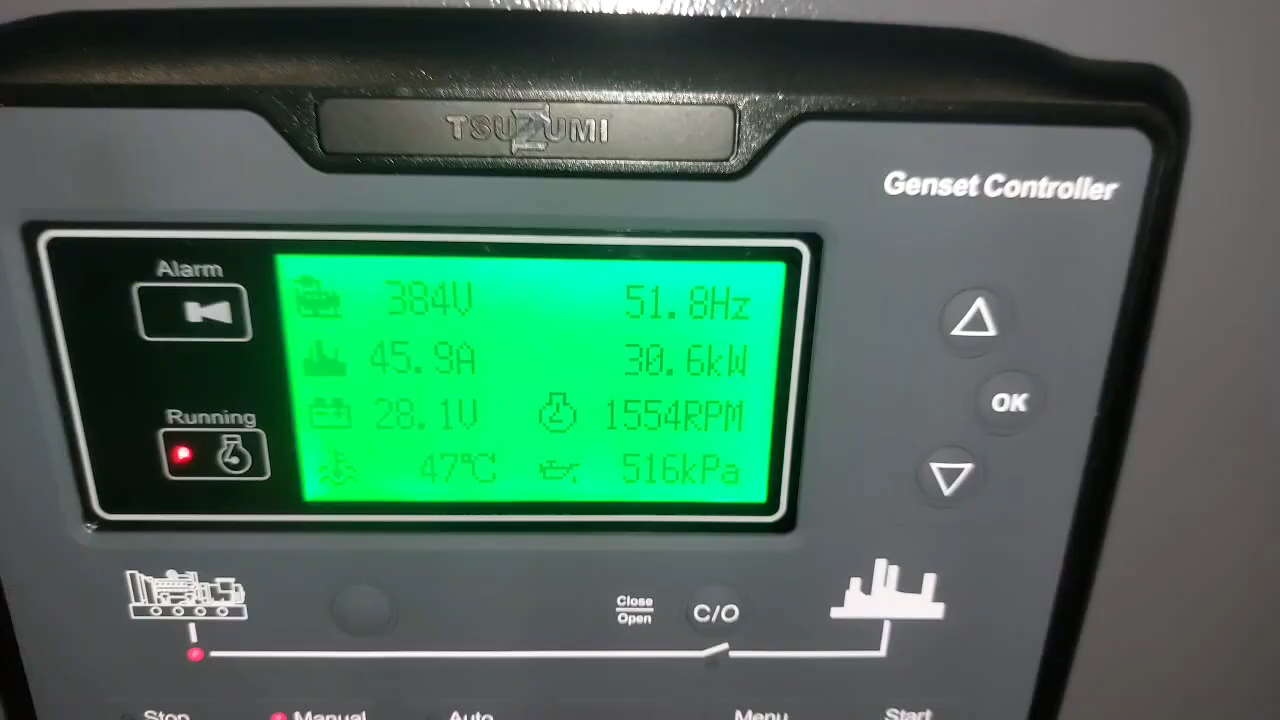 TSUZUMI
Genset Controller
Alarm
384V 51.8Hz
45.9A 30.6kW
28.1V 1554RPM
47°C 516kPa
Running
OK
Close
Open
C/O
Stop Manual Auto Menu Start